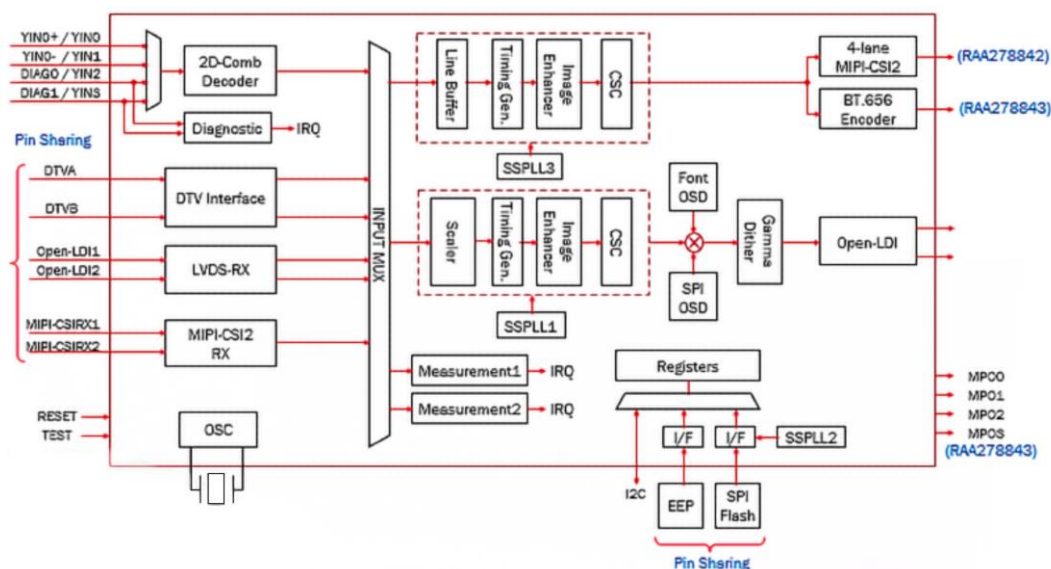 YIN0+ / YIN0
YIN0- / YIN1
DIAG0 / YIN2
DIAG1 / YINS
Pin Sharing
2D-Comb
Decoder
Diagnostic
IRQ
DTVA
DTVB
DTV Interface
Open-LDI1
Open-LDI2
LVDS-RX
MIPI-CSIRX1
MIPI-CSIRX2
MIPI-CSI2
RX
RESET
TEST
OSC
INPUT MUX
Line Buffer
Timing Gen.
Image
Enhancer
CSC
SSPLL3
Scaler
Timing Gen.
Image
Enhancer
CSC
SSPLL1
Measurement1
IRQ
Measurement2
IRQ
4-lane
MIPI-CSI2
(RAA278842)
BT.656
Encoder
(RAA278843)
Font
OSD
SPI
OSD
Gamma
Dither
Open-LDI
Registers
I/F
I/F
SSPLL2
I2C
EEP
SPI
Flash
Pin Sharing
MPO0
MPO1
MPO2
MPOS
(RAA278843)